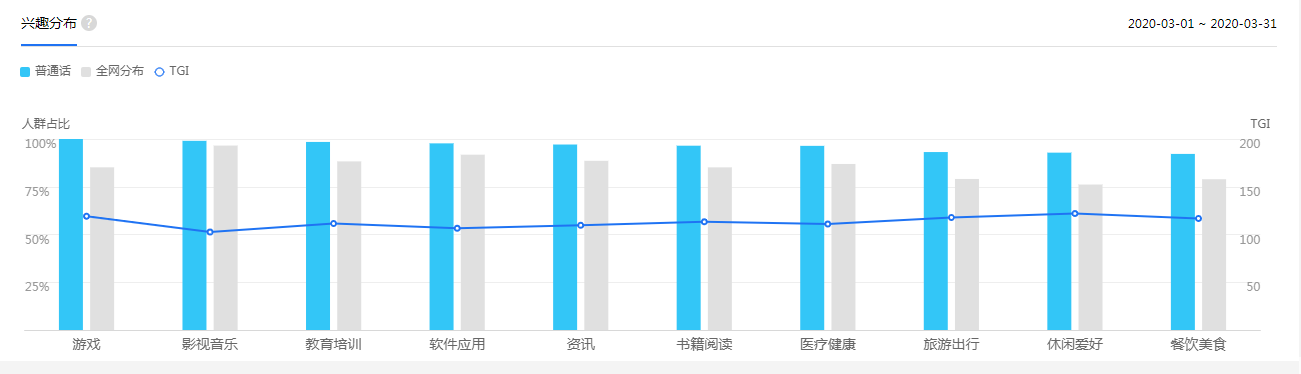 兴趣分布 ? 2020-03-01 ~ 2020-03-31
普通话 全网分布 TGI
人群占比 TGI
100% 200
75% 150
50% 100
25% 50
游戏 影视音乐 教育培训 软件应用 资讯 书籍阅读 医疗健康 旅游出行 休闲爱好 餐饮美食